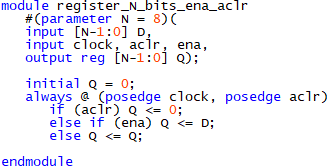 module register_N_bits_ena_aclr
#(parameter N = 8)(
input [N-1:0] D,
input clock, aclr, ena,
output reg [N-1:0] Q);
initial Q = 0;
always @ (posedge clock, posedge aclr)
if (aclr) Q <= 0;
else if (ena) Q <= D;
else Q <= Q;
endmodule